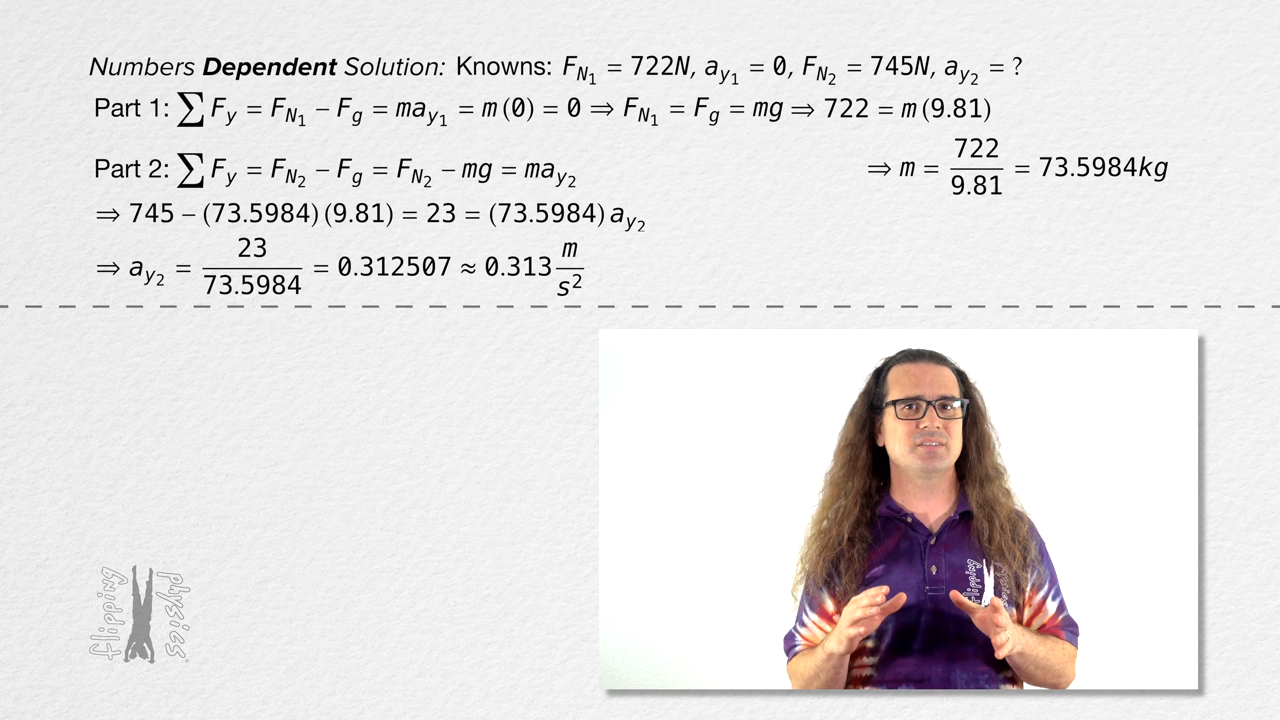 Numbers Dependent Solution: Knowns: F_{N_1} = 722N, a_{y_1} = 0, F_{N_2} = 745N, a_{y_2} = ?
Part 1: ∑ F_y = F_{N_1} − F_g = ma_{y_1} = m(0) = 0 ⇒ F_{N_1} = F_g = mg ⇒ 722 = m(9.81)
⇒ m = 722/9.81 = 73.5984kg
Part 2: ∑ F_y = F_{N_2} − F_g = F_{N_2} − mg = ma_{y_2}
⇒ 745 − (73.5984)(9.81) = 23 = (73.5984)a_{y_2}
⇒ a_{y_2} = 23/73.5984 = 0.312507 ≈ 0.313 m/s²
flipping
physics
flipping
physics